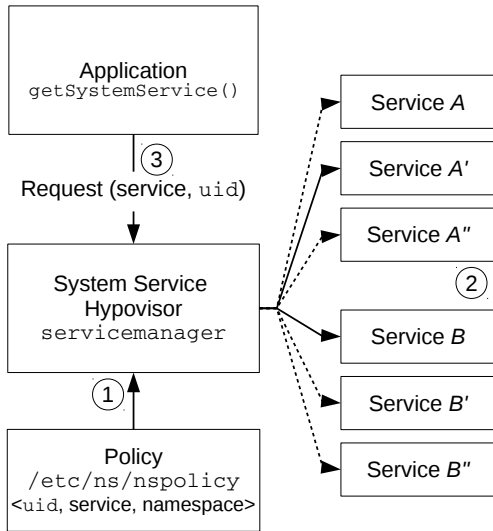 Application
getSystemService()
3
Request (service, uid)
System Service
Hypovisor
servicemanager
1
Policy
/etc/ns/nspolicy
<uid, service, namespace>
Service A
Service A'
Service A"
2
Service B
Service B'
Service B"